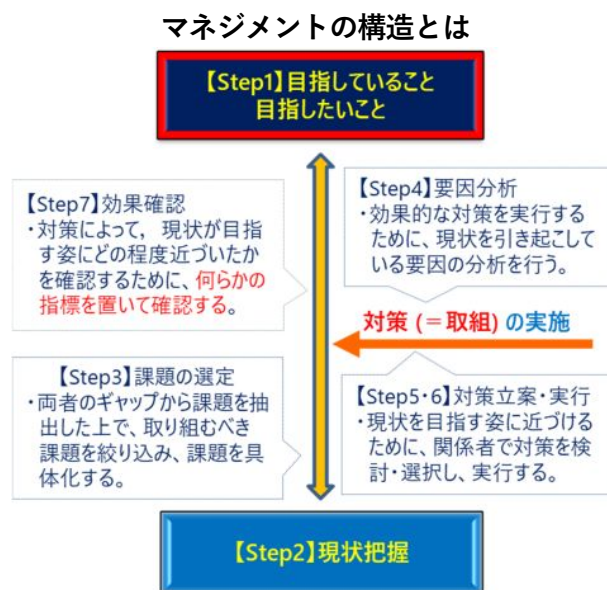 マネジメントの構造とは
【Step1】目指していること
目指したいこと
【Step7】効果確認
・対策によって，現状が目指
す姿にどの程度近づいたか
を確認するために、何らかの
指標を置いて確認する。
【Step4】要因分析
・効果的な対策を実行する
ために、現状を引き起こして
いる要因の分析を行う。
対策 (＝取組) の実施
【Step3】課題の選定
・両者のギャップから課題を抽
出した上で、取り組むべき
課題を絞り込み、課題を具
体化する。
【Step5・6】対策立案・実行
・現状を目指す姿に近づける
ために、関係者で対策を検
討・選択し、実行する。
【Step2】現状把握